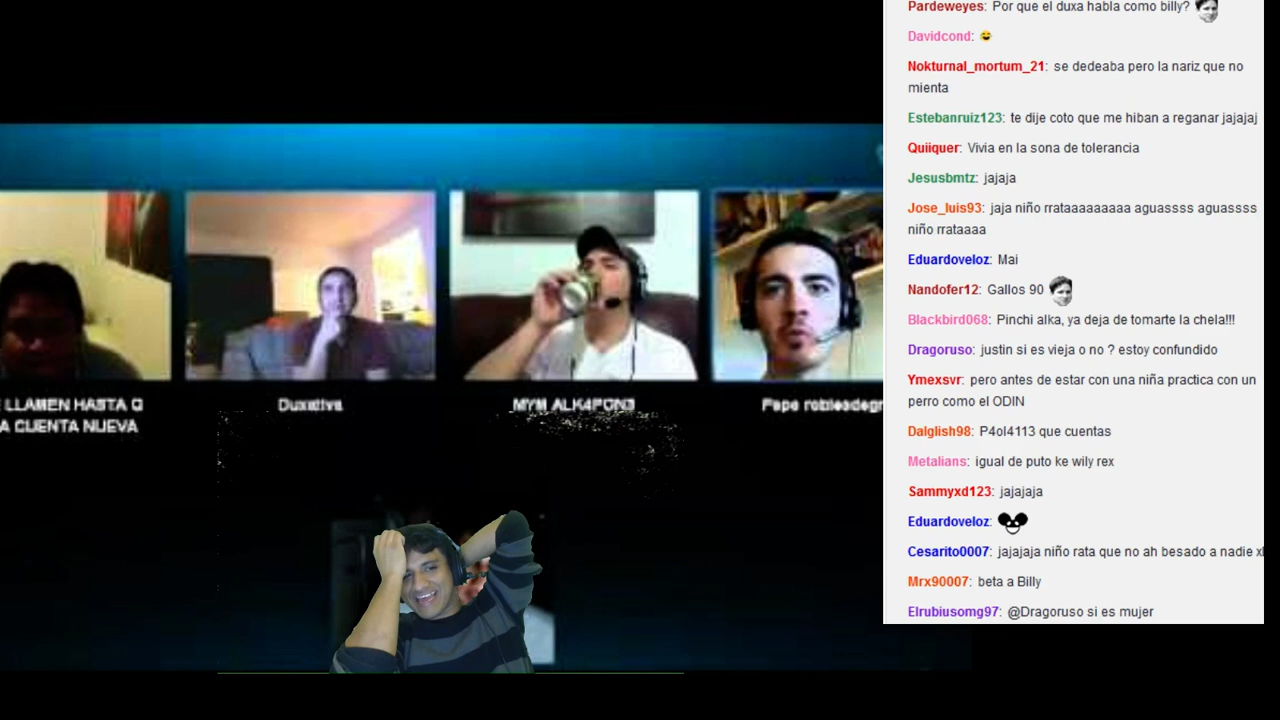 LLAMEN HASTA Q
A CUENTA NUEVA
Duxativa
MYM ALK4PON3
Pepe roblesdegr
Pardeweyes: Por que el duxa habla como billy?
Davidcond:
Nokturnal_mortum_21: se dedeaba pero la nariz que no
mienta
Estebanruiz123: te dije coto que me hiban a reganar jajajaj
Quiiquer: Vivia en la sona de tolerancia
Jesusbmtz: jajaja
Jose_luis93: jaja niño rrataaaaaaaaa aguassss aguassss
niño rrataaaa
Eduardoveloz: Mai
Nandofer12: Gallos 90
Blackbird068: Pinchi alka, ya deja de tomarte la chela!!!
Dragoruso: justin si es vieja o no ? estoy confundido
Ymexsvr: pero antes de estar con una niña practica con un
perro como el ODIN
Dalglish98: P4ol4113 que cuentas
Metalians: igual de puto ke wily rex
Sammyxd123: jajajaja
Eduardoveloz:
Cesarito0007: jajajaja niño rata que no ah besado a nadie x
Mrx90007: beta a Billy
Elrubiusomg97: @Dragoruso si es mujer